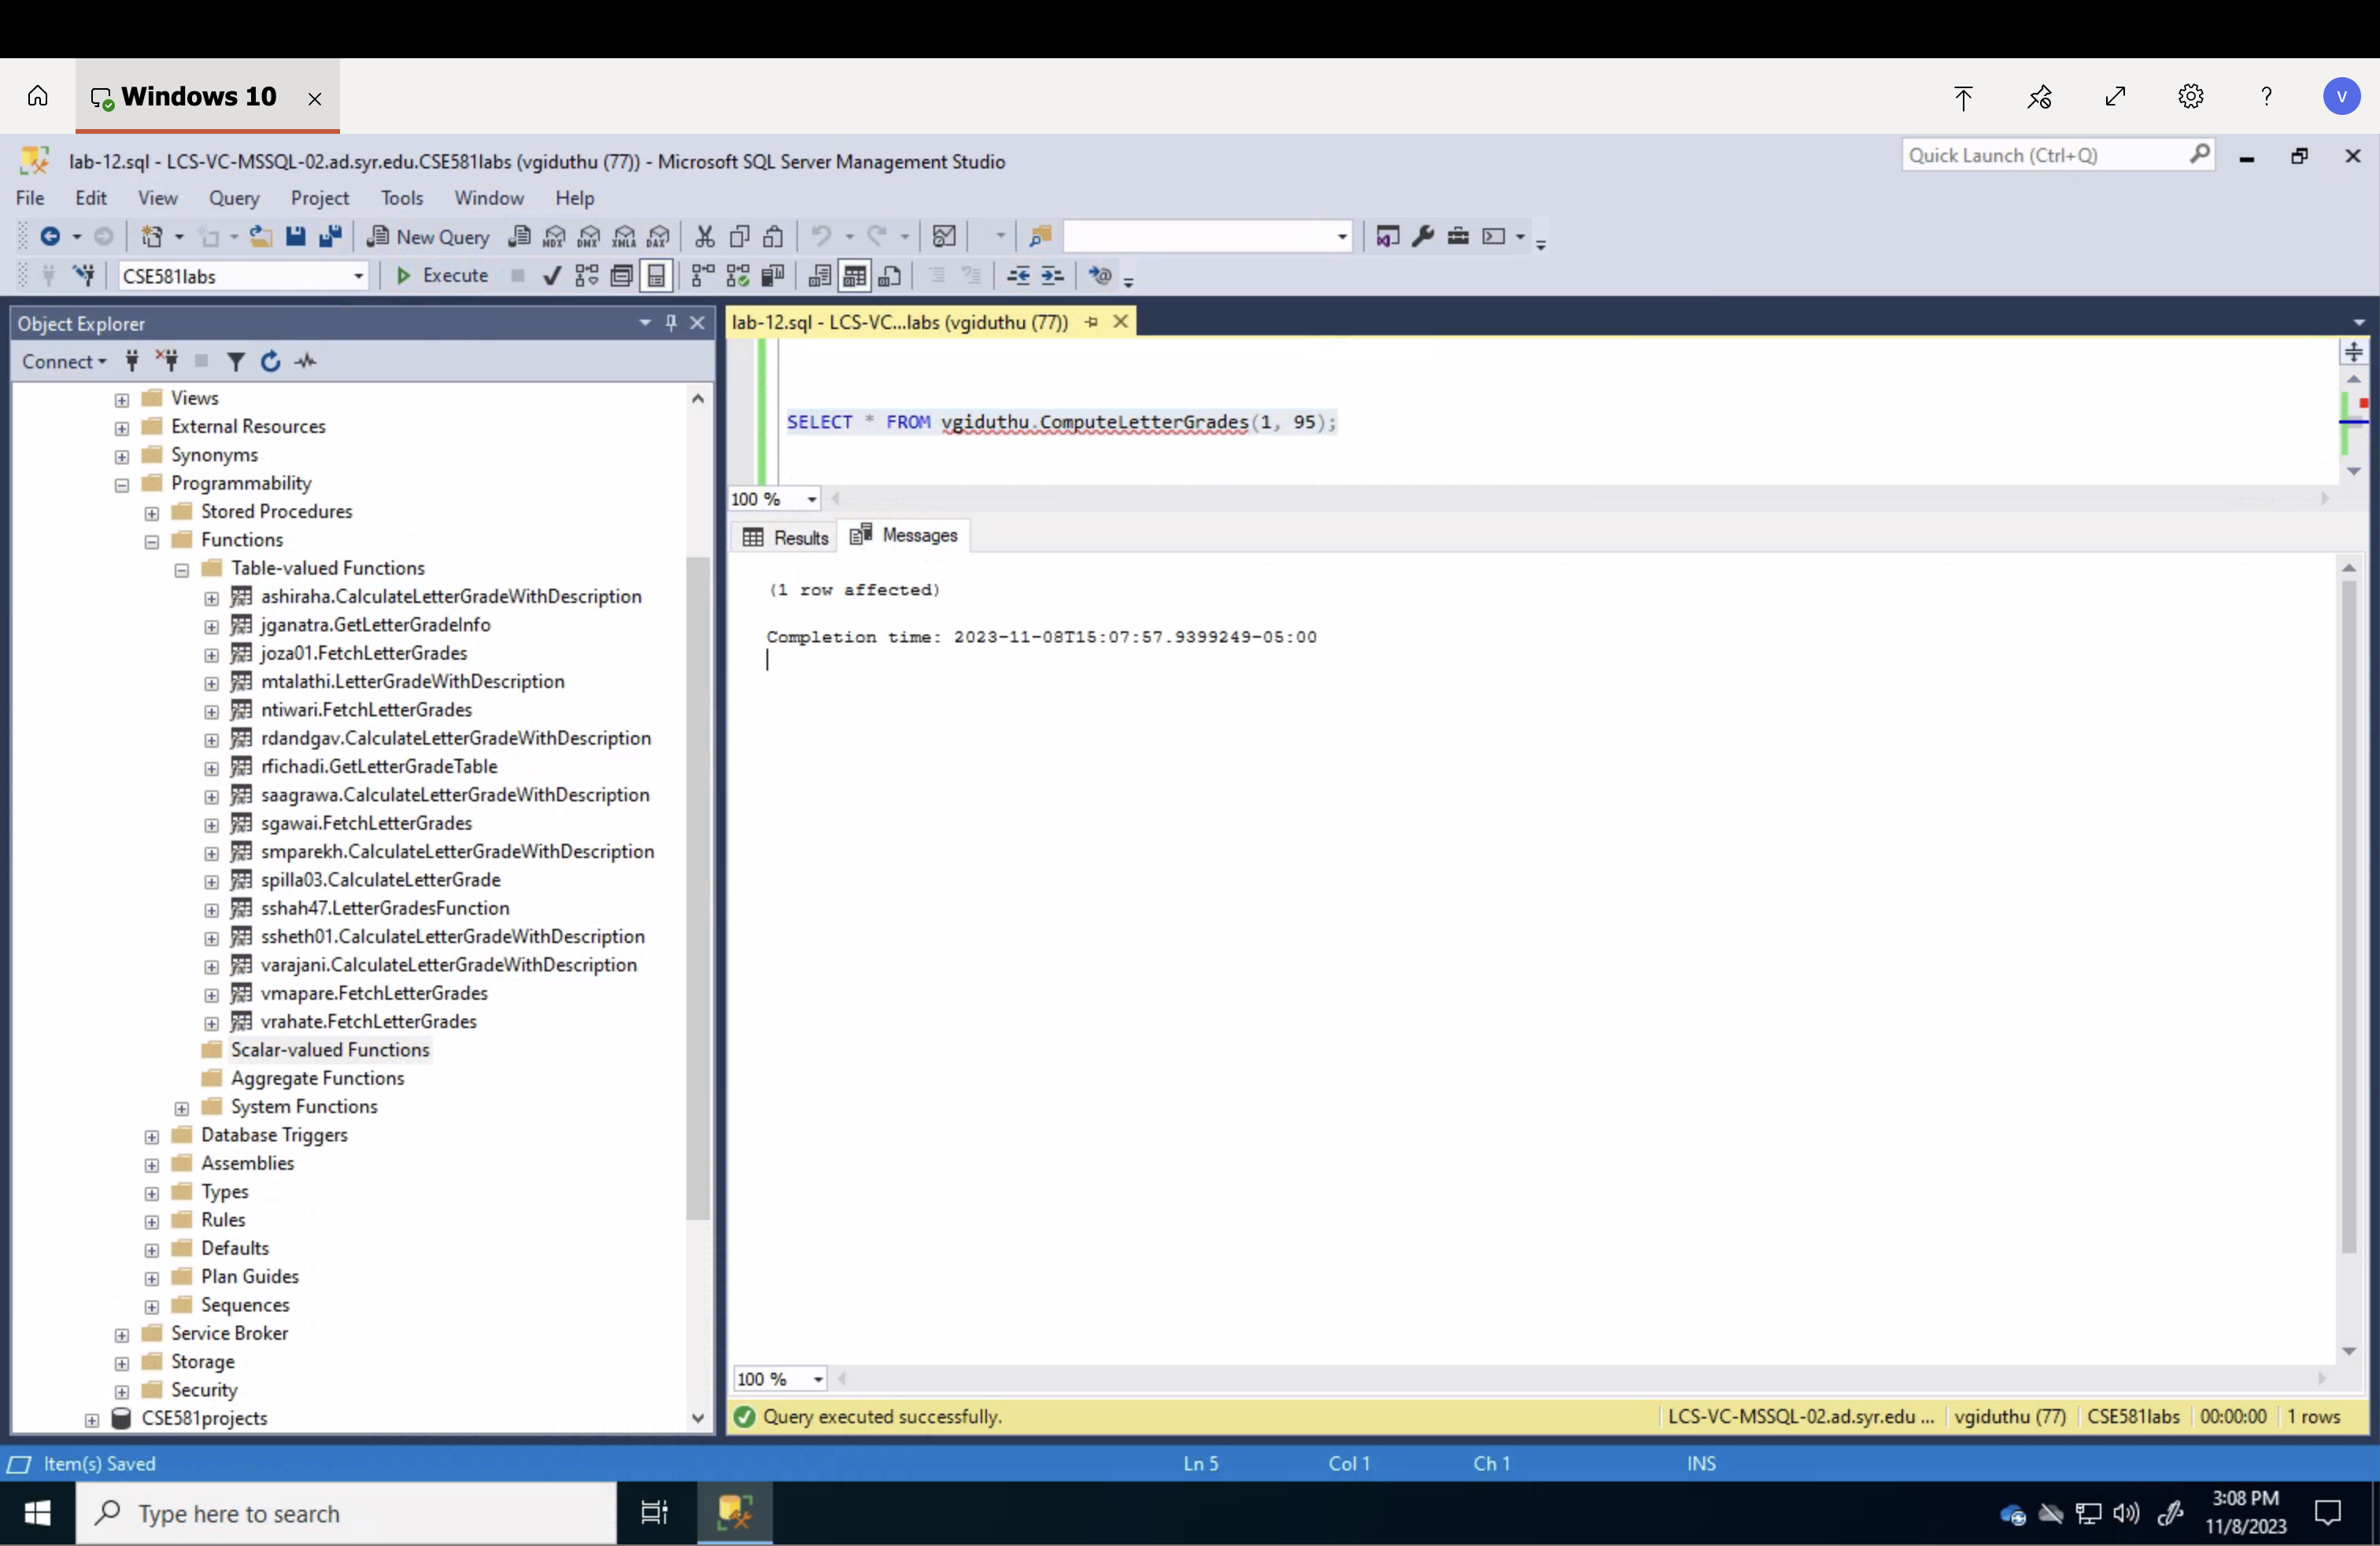 Windows 10
V
lab-12.sql - LCS-VC-MSSQL-02.ad.syr.edu.CSE581labs (vgiduthu (77)) - Microsoft SQL Server Management Studio
Quick Launch (Ctrl+Q)
File Edit View Query Project Tools Window Help
New Query MDX DMX XMLA DAX
CSE581labs Execute
Object Explorer
Connect
Views
External Resources
Synonyms
Programmability
Stored Procedures
Functions
Table-valued Functions
ashiraha.CalculateLetterGradeWithDescription
jganatra.GetLetterGradeInfo
joza01.FetchLetterGrades
mtalathi.LetterGradeWithDescription
ntiwari.FetchLetterGrades
rdandgav.CalculateLetterGradeWithDescription
rfichadi.GetLetterGradeTable
saagrawa.CalculateLetterGradeWithDescription
sgawai.FetchLetterGrades
smparekh.CalculateLetterGradeWithDescription
spilla03.CalculateLetterGrade
sshah47.LetterGradesFunction
ssheth01.CalculateLetterGradeWithDescription
varajani.CalculateLetterGradeWithDescription
vmapare.FetchLetterGrades
vrahate.FetchLetterGrades
Scalar-valued Functions
Aggregate Functions
System Functions
Database Triggers
Assemblies
Types
Rules
Defaults
Plan Guides
Sequences
Service Broker
Storage
Security
CSE581projects
lab-12.sql - LCS-VC...labs (vgiduthu (77))
SELECT * FROM vgiduthu.ComputeLetterGrades(1, 95);
100 %
Results Messages
(1 row affected)
Completion time: 2023-11-08T15:07:57.9399249-05:00
100 %
Query executed successfully. LCS-VC-MSSQL-02.ad.syr.edu ... vgiduthu (77) CSE581labs 00:00:00 1 rows
Item(s) Saved Ln 5 Col 1 Ch 1 INS
Type here to search
3:08 PM
11/8/2023